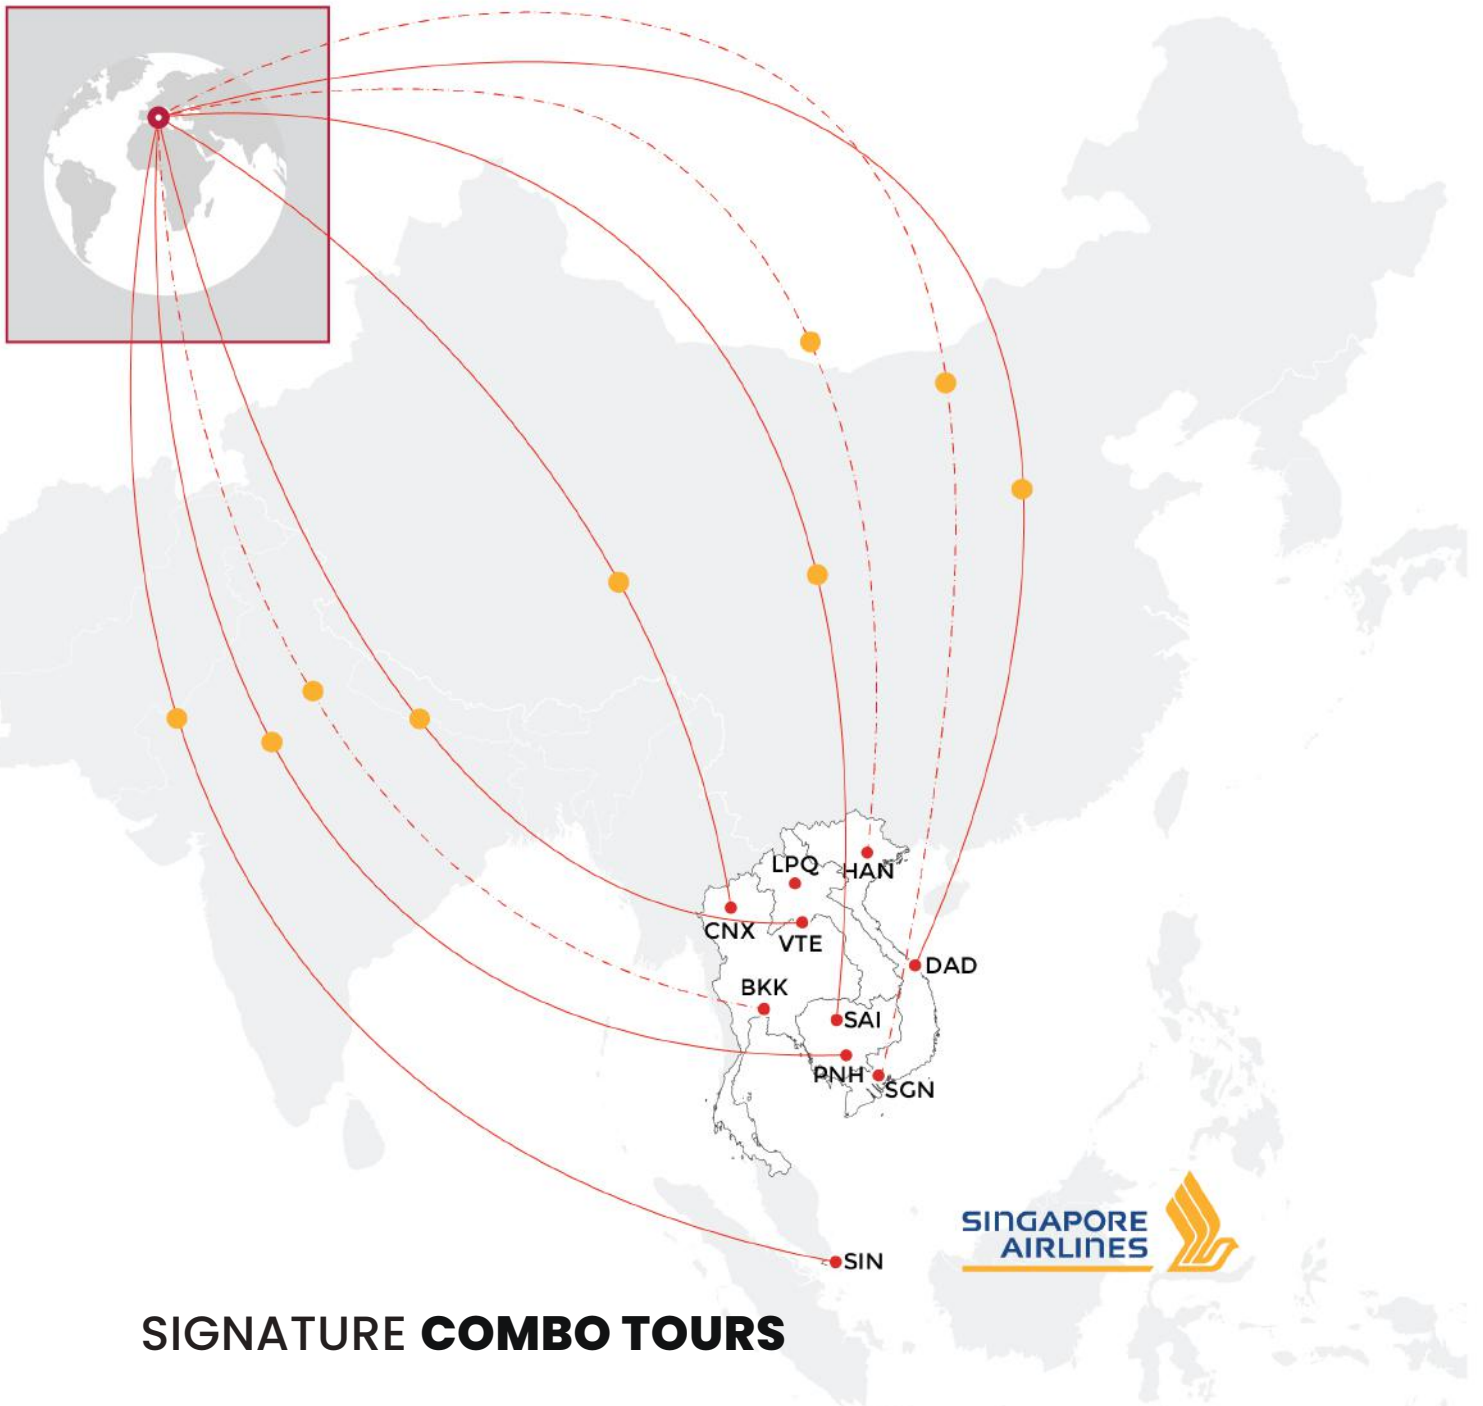 LPQ
HAN
CNX
VTE
DAD
BKK
SAI
PNH
SGN
SINGAPORE
AIRLINES
SIN
SIGNATURE COMBO TOURS